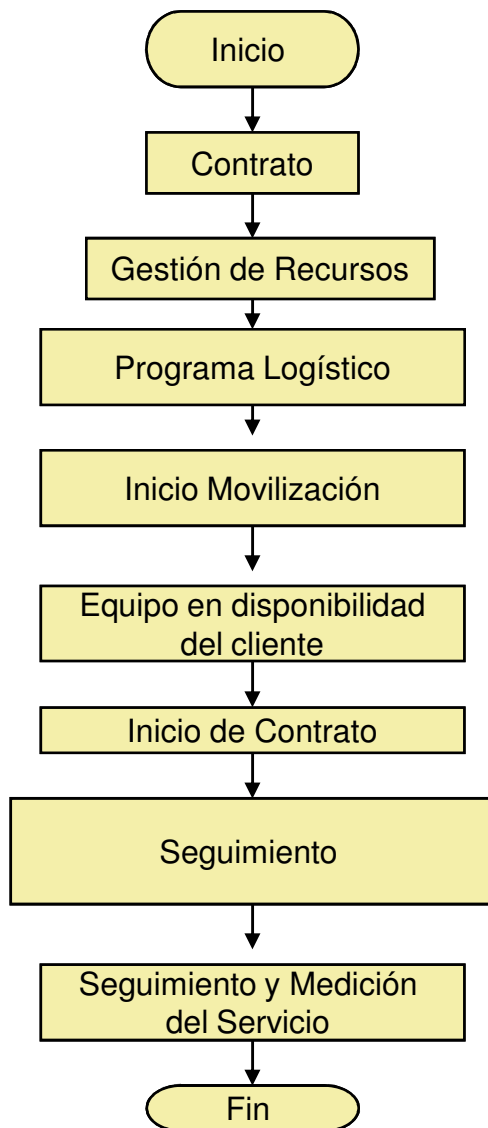 Inicio
Contrato
Gestión de Recursos
Programa Logístico
Inicio Movilización
Equipo en disponibilidad
del cliente
Inicio de Contrato
Seguimiento
Seguimiento y Medición
del Servicio
Fin